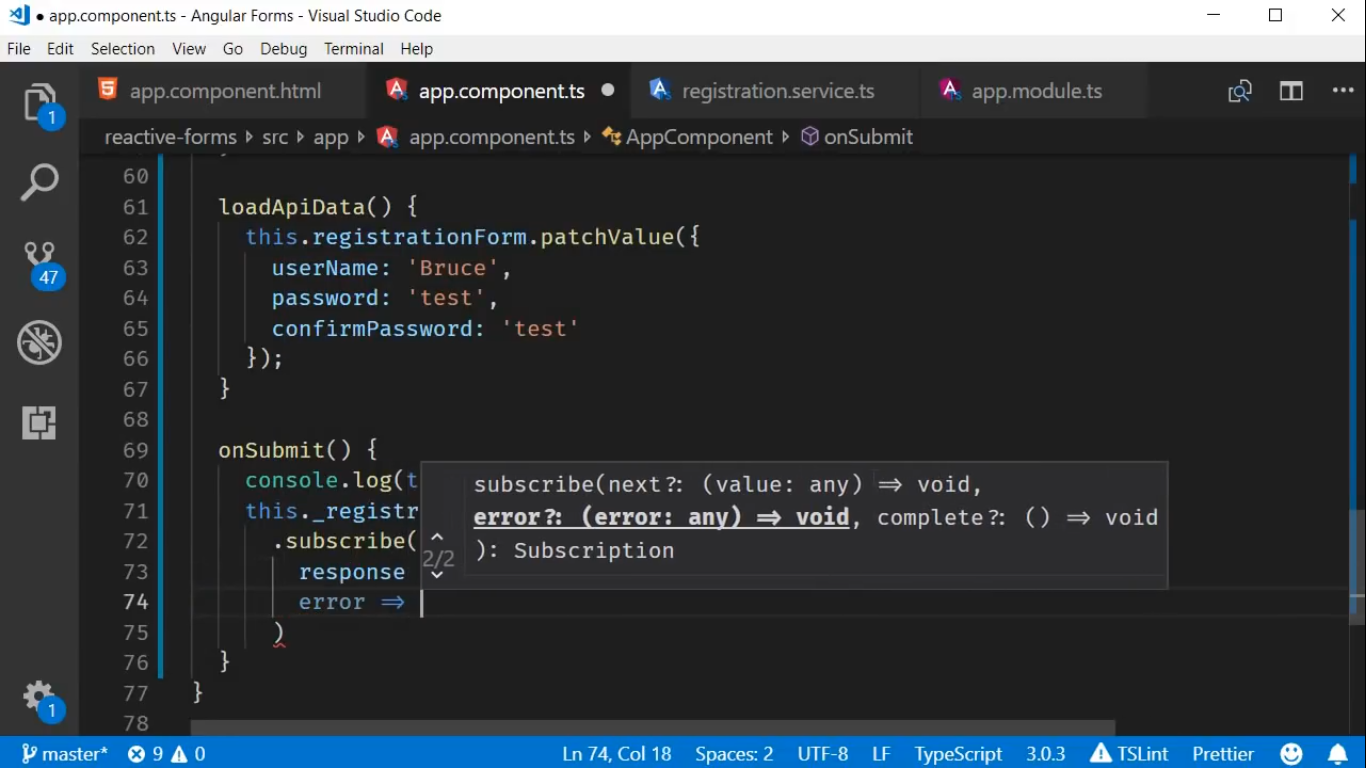 ● app.component.ts - Angular Forms - Visual Studio Code
File Edit Selection View Go Debug Terminal Help
app.component.html app.component.ts ● registration.service.ts app.module.ts
1
reactive-forms src app app.component.ts AppComponent onSubmit
60
61 loadApiData() {
62 this.registrationForm.patchValue({
63 userName: 'Bruce',
64 password: 'test',
65 confirmPassword: 'test'
66 });
67 }
68
69 onSubmit() {
70 console.log(t
71 this._registr
72 .subscribe(
73 response
74 error =>
75 )
76 }
77 }
78
47
subscribe(next?: (value: any) => void,
error?: (error: any) => void, complete?: () => void
): Subscription
2/2
1
master* 9 0 Ln 74, Col 18 Spaces: 2 UTF-8 LF TypeScript 3.0.3 TSLint Prettier